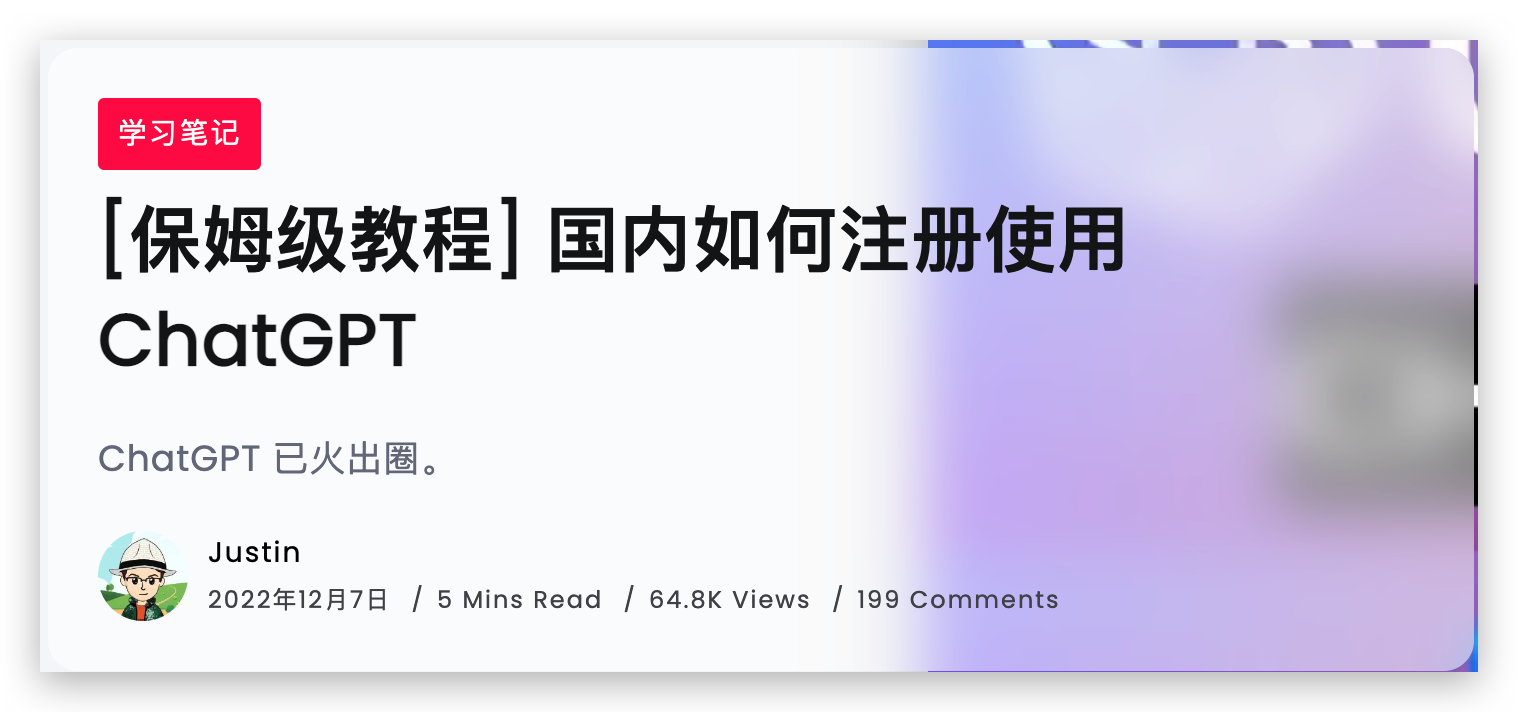 学习笔记
[保姆级教程] 国内如何注册使用
ChatGPT
ChatGPT 已火出圈。
Justin
2022年12月7日 / 5 Mins Read / 64.8K Views / 199 Comments